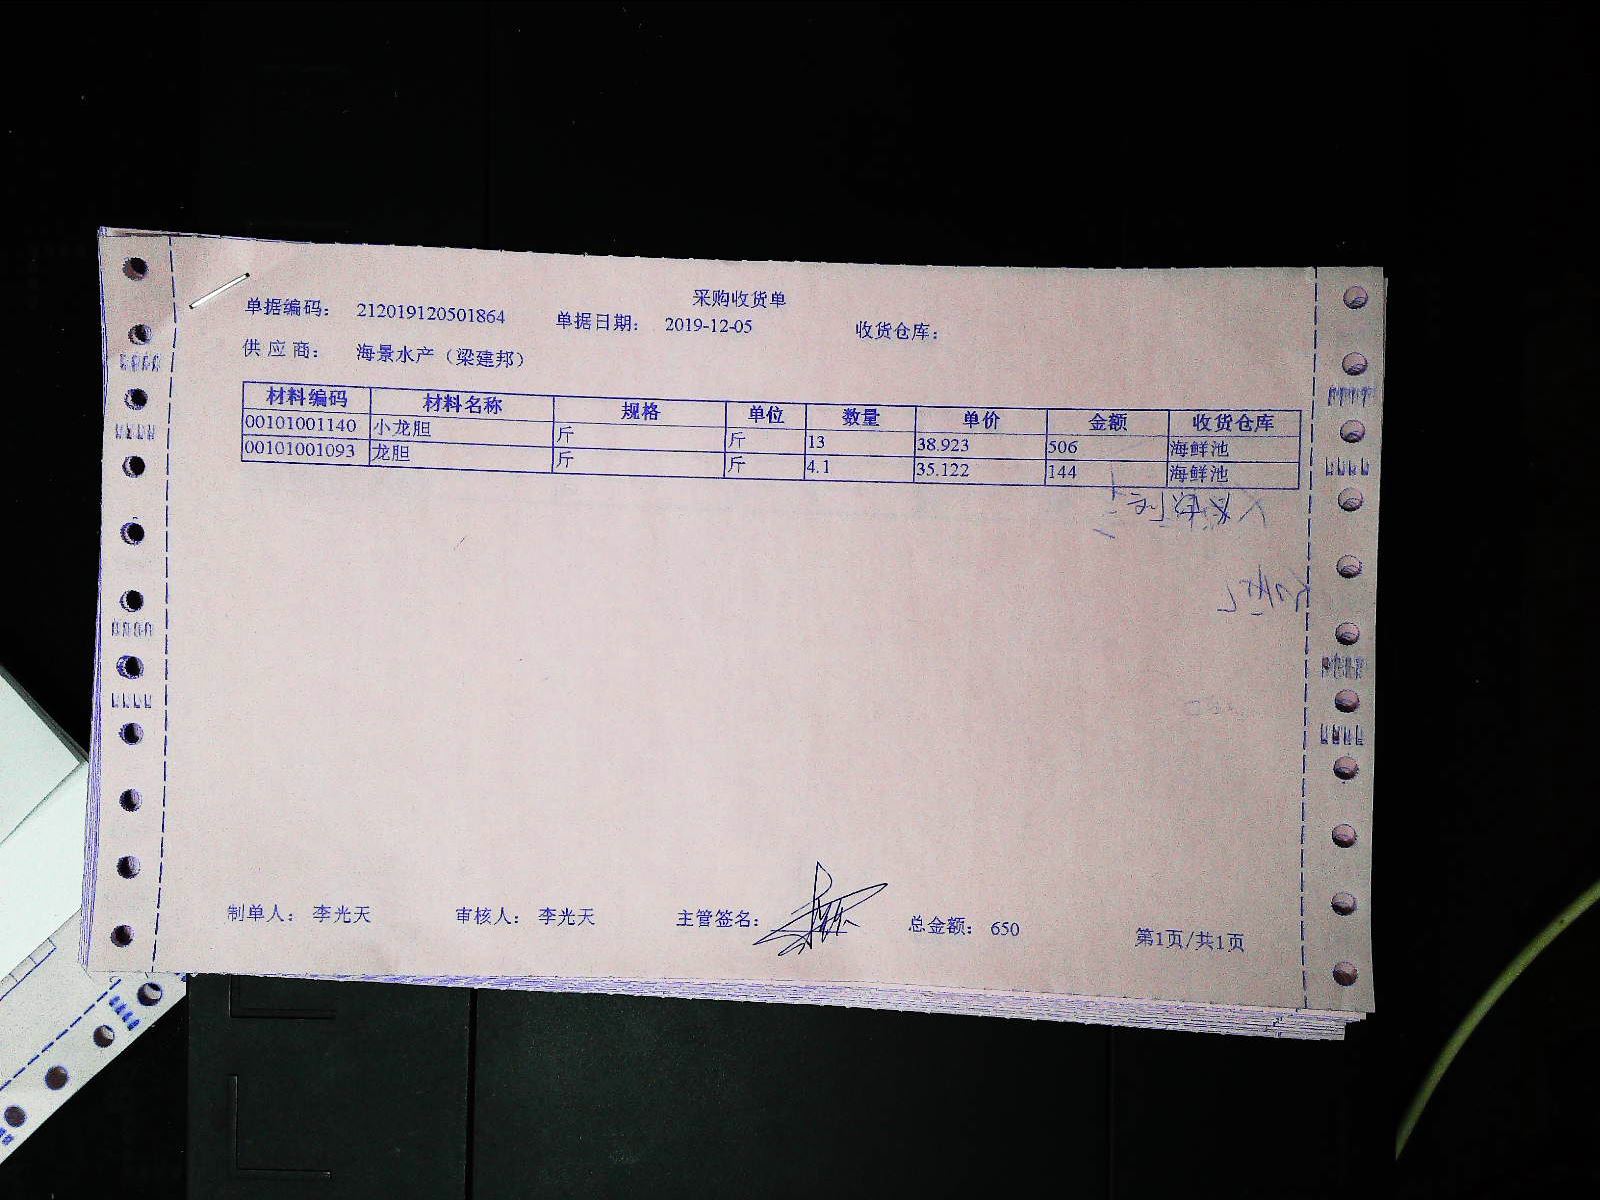 采购收货单
单据编码： 212019120501864 单据日期： 2019-12-05 收货仓库：
供 应 商： 海景水产（梁建邦）
材料编码 材料名称 规格 单位 数量 单价 金额 收货仓库
00101001140 小龙胆 斤 斤 13 38.923 506 海鲜池
00101001093 龙胆 斤 斤 4.1 35.122 144 海鲜池
制单人： 李光天 审核人： 李光天 主管签名： 总金额： 650 第1页/共1页